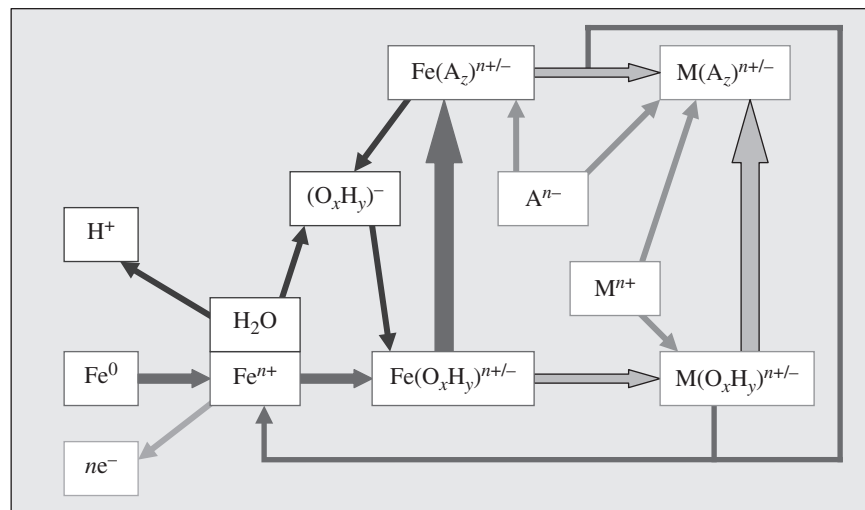 Fe(A_z)^{n+/–}
M(A_z)^{n+/–}
(O_xH_y)^–
A^{n–}
H^+
M^{n+}
H_2O
Fe^0
Fe^{n+}
Fe(O_xH_y)^{n+/–}
M(O_xH_y)^{n+/–}
ne^–